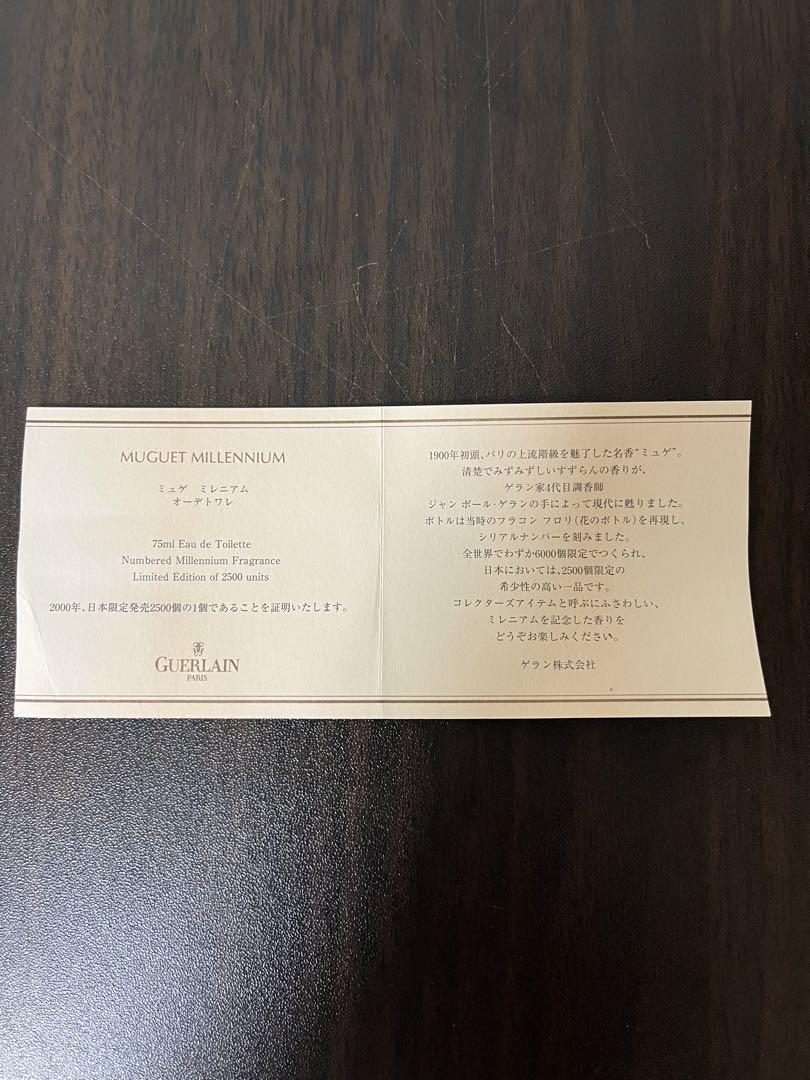 MUGUET MILLENNIUM
ミュゲ ミレニアム
オーデトワレ
75ml Eau de Toilette
Numbered Millennium Fragrance
Limited Edition of 2500 units
2000年、日本限定発売2500個の1個であることを証明いたします。
GUERLAIN
PARIS
1900年初頭、パリの上流階級を魅了した名香“ミュゲ”。
清楚でみずみずしいすずらんの香りが、
ゲラン家4代目調香師
ジャン ポール・ゲランの手によって現代に甦りました。
ボトルは当時のフラコン フロリ(花のボトル)を再現し、
シリアルナンバーを刻みました。
全世界でわずか6000個限定でつくられ、
日本においては、2500個限定の
希少性の高い一品です。
コレクターズアイテムと呼ぶにふさわしい、
ミレニアムを記念した香りを
どうぞお楽しみください。
ゲラン株式会社